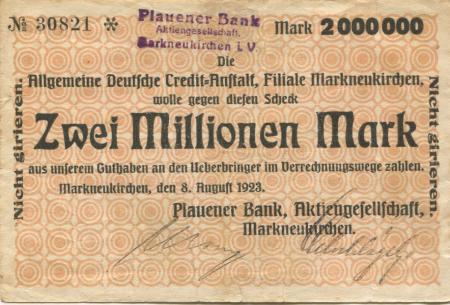 № 30821 *
Plauener Bank
Aktiengesellschaft.
Markneukirchen i. V.
Mark 2000000
Die
Allgemeine Deutsche Credit-Anstalt, Filiale Markneukirchen,
wolle gegen diesen Scheck
Zwei Millionen Mark
aus unserem Guthaben an den Ueberbringer im Verrechnungswege zahlen.
Markneukirchen, den 8. August 1923.
Plauener Bank, Aktiengesellschaft,
Markneukirchen.
Nicht girieren.
Nicht girieren.